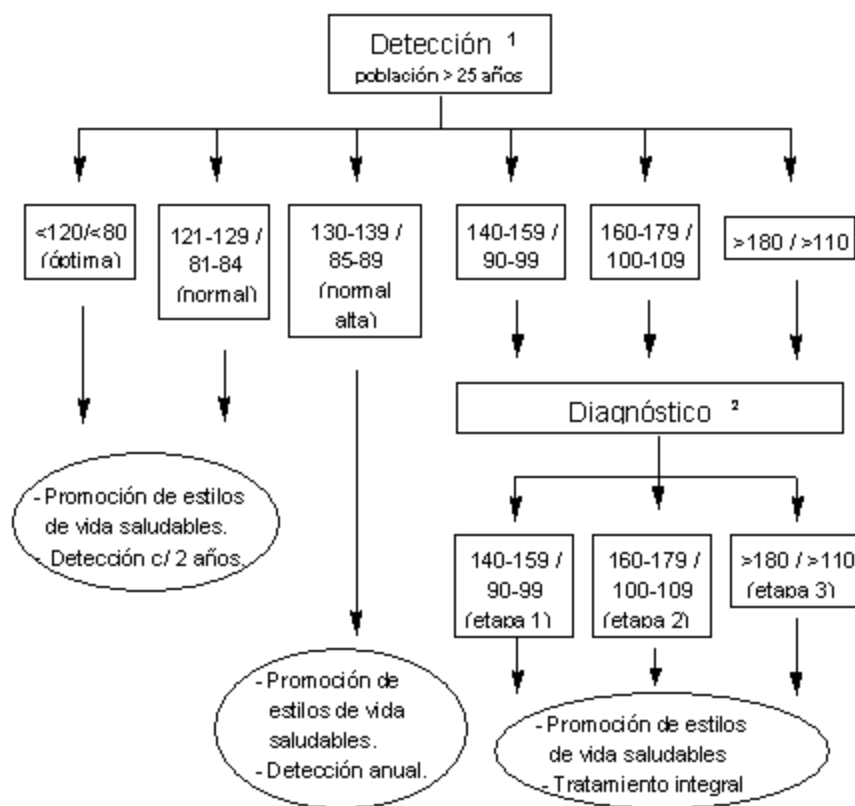 Detección ¹
población > 25 años
<120/<80
(óptima)
121-129 /
81-84
(normal)
130-139 /
85-89
(normal
alta)
140-159 /
90-99
160-179 /
100-109
>180 / >110
Diagnóstico ²
- Promoción de estilos
de vida saludables.
- Detección c/ 2 años.
140-159 /
90-99
(etapa 1)
160-179 /
100-109
(etapa 2)
>180 / >110
(etapa 3)
- Promoción de
estilos de vida
saludables.
- Detección anual.
- Promoción de estilos
de vida saludables
- Tratamiento integral